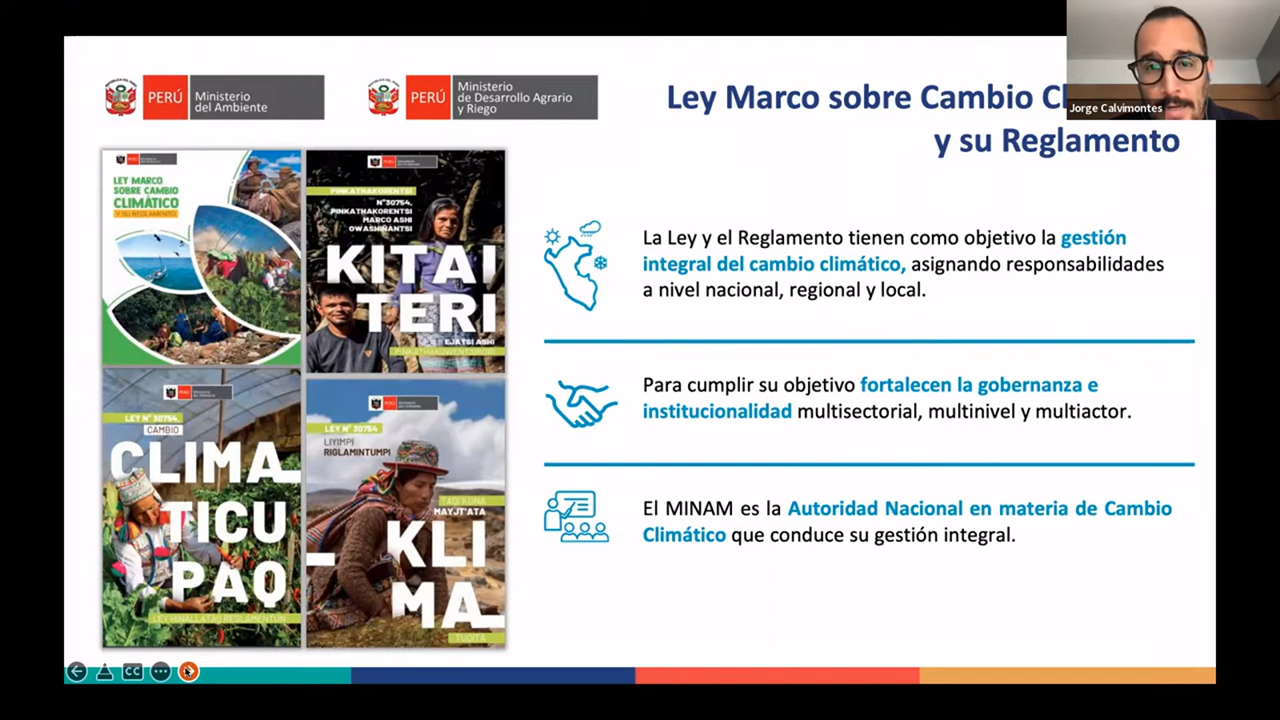 PERÚ
Ministerio
del Ambiente
PERÚ
Ministerio
de Desarrollo Agrario
y Riego
Ley Marco sobre Cambio
y su Reglamento
Jorge Calvimontes
LEY MARCO
SOBRE CAMBIO
CLIMÁTICO
Y SU REGLAMENTO
PINKATHAKORENTSI
N°30754,
PINKATHAKORENTSI
MARCO ASHI
OWASHIÑANTSI
KITAI
TERI
EJATSI ASHI
LEY N° 30754,
CAMBIO
CLIMA
TICU
PAQ
LEY MINALLATAQ REGLAMENTUN
LEY N° 30754
LIYIMPI
RIGLAMINTUMPI
TAQI KUNA
MAYJT'ATA
KLI
MA
TUQITA
La Ley y el Reglamento tienen como objetivo la gestión
integral del cambio climático, asignando responsabilidades
a nivel nacional, regional y local.
Para cumplir su objetivo fortalecen la gobernanza e
institucionalidad multisectorial, multinivel y multiactor.
El MINAM es la Autoridad Nacional en materia de Cambio
Climático que conduce su gestión integral.
CC